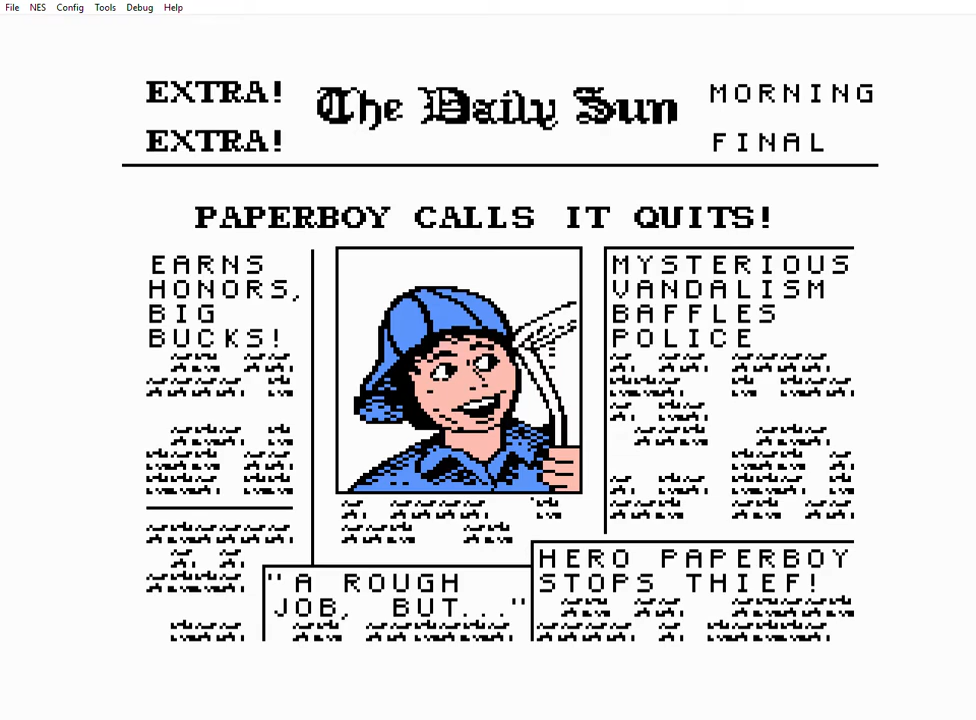 File NES Config Tools Debug Help
EXTRA! The Daily Sun MORNING
EXTRA! FINAL
PAPERBOY CALLS IT QUITS!
EARNS
HONORS,
BIG
BUCKS!
MYSTERIOUS
VANDALISM
BAFFLES
POLICE
"A ROUGH
JOB, BUT..."
HERO PAPERBOY
STOPS THIEF!